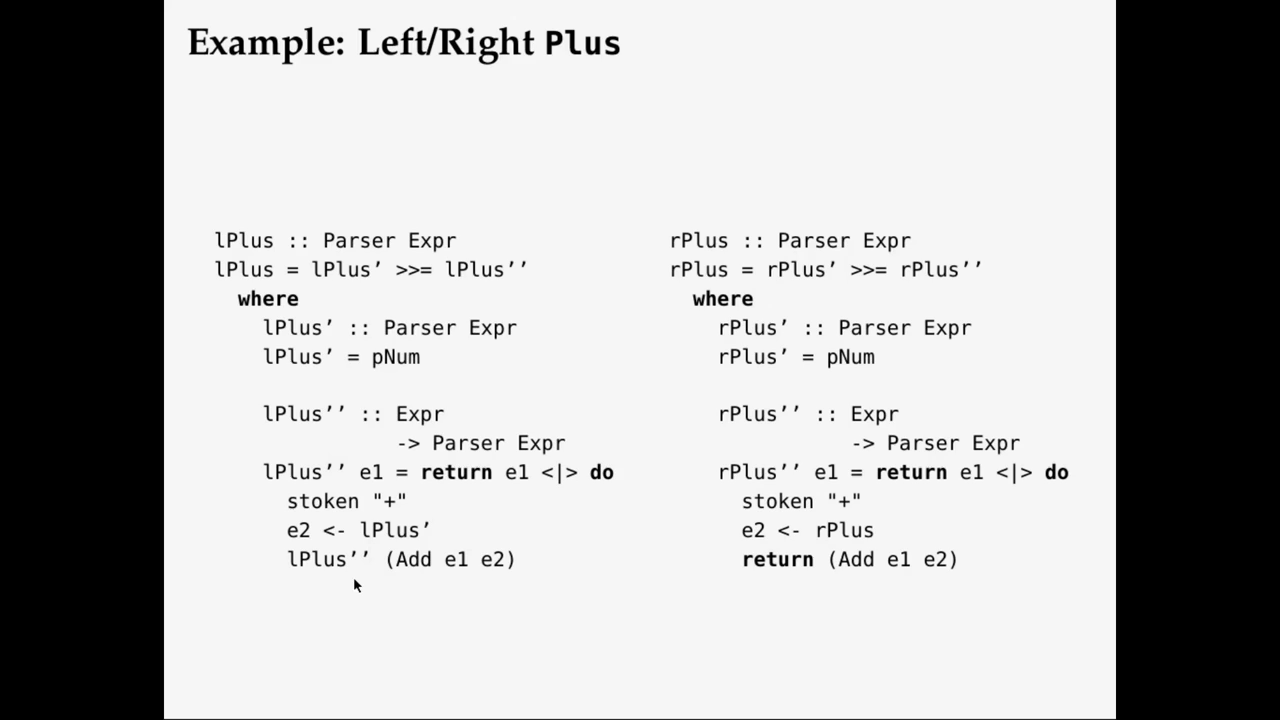 Example: Left/Right Plus
lPlus :: Parser Expr
lPlus = lPlus’ >>= lPlus’’
where
lPlus’ :: Parser Expr
lPlus’ = pNum
lPlus’’ :: Expr
-> Parser Expr
lPlus’’ e1 = return e1 <|> do
stoken "+"
e2 <- lPlus’
lPlus’’ (Add e1 e2)
rPlus :: Parser Expr
rPlus = rPlus’ >>= rPlus’’
where
rPlus’ :: Parser Expr
rPlus’ = pNum
rPlus’’ :: Expr
-> Parser Expr
rPlus’’ e1 = return e1 <|> do
stoken "+"
e2 <- rPlus
return (Add e1 e2)